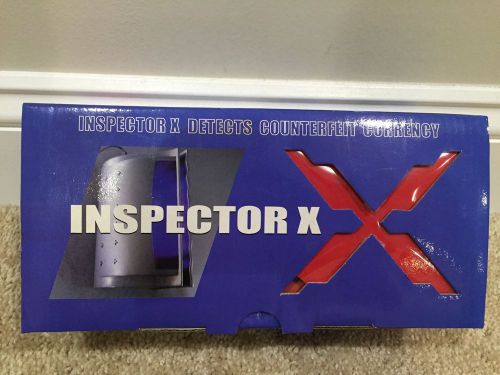 INSPECTOR X DETECTS COUNTERFEIT CURRENCY
INSPECTOR X
X